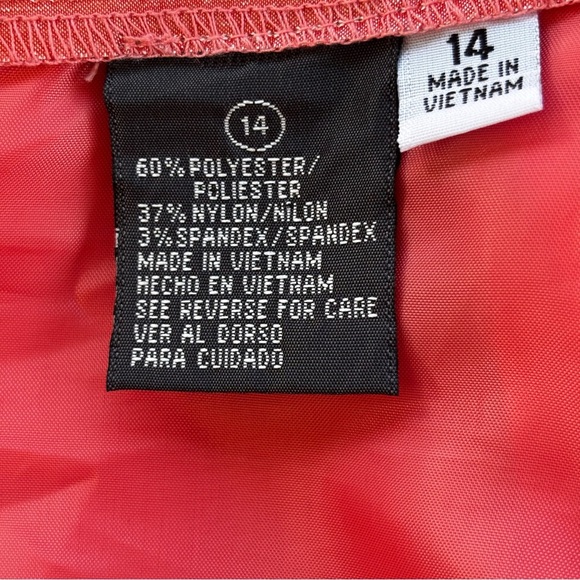 14
MADE IN
VIETNAM
14
60% POLYESTER/
POLIESTER
37% NYLON/NILON
3% SPANDEX/SPANDEX
MADE IN VIETNAM
HECHO EN VIETNAM
SEE REVERSE FOR CARE
VER AL DORSO
PARA CUIDADO